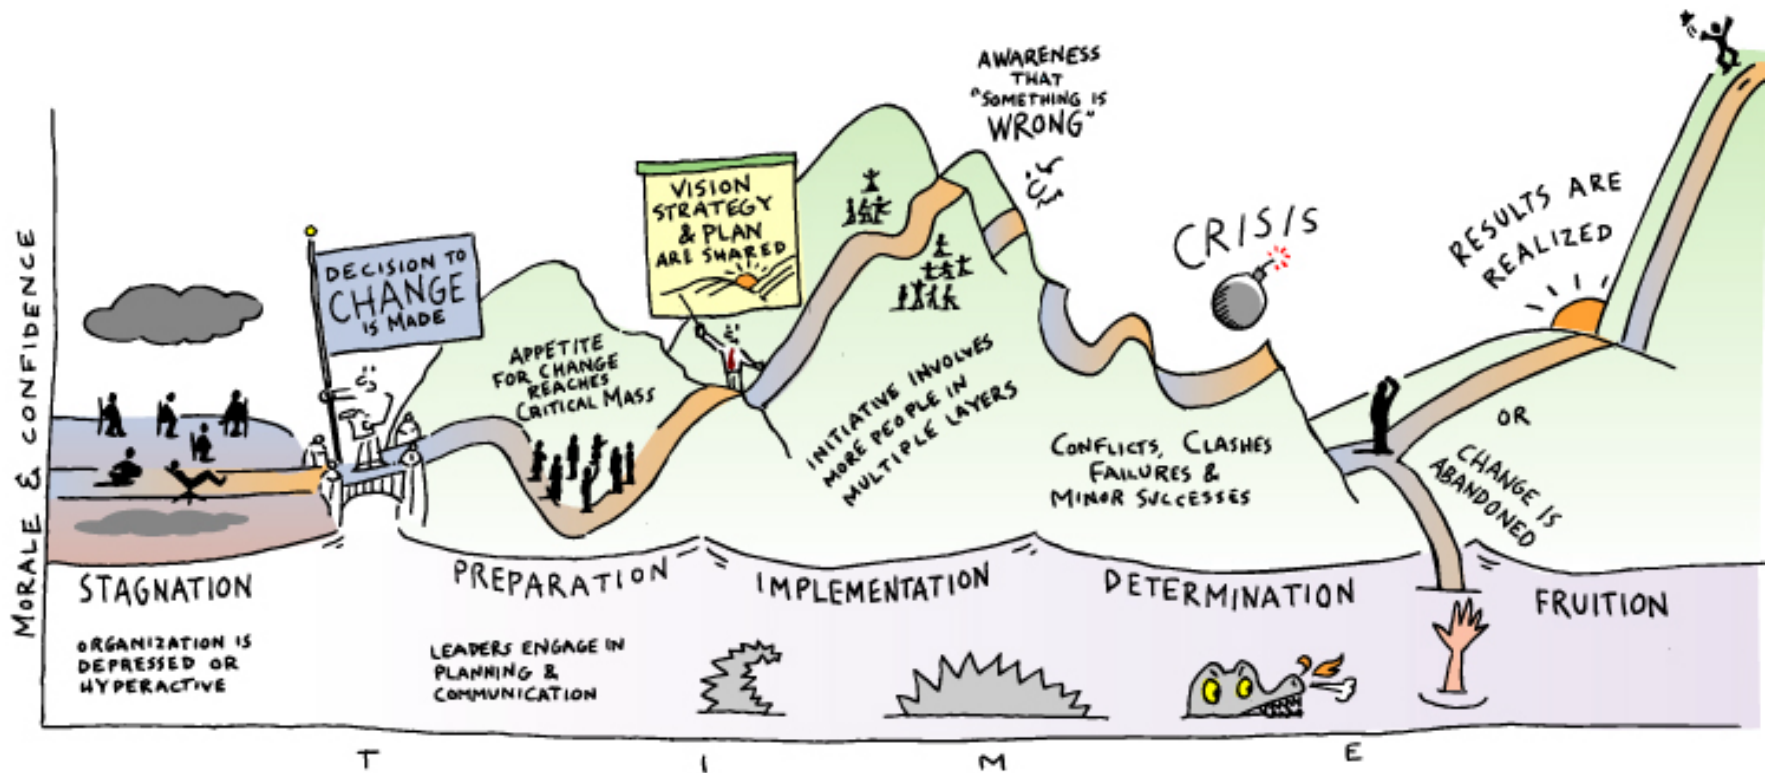 MORALE & CONFIDENCE
DECISION TO
CHANGE
IS MADE
APPETITE
FOR CHANGE
REACHES
CRITICAL MASS
VISION
STRATEGY
& PLAN
ARE SHARED
INITIATIVE INVOLVES
MORE PEOPLE IN
MULTIPLE LAYERS
AWARENESS
THAT
"SOMETHING IS
WRONG"
CRISIS
CONFLICTS, CLASHES
FAILURES &
MINOR SUCCESSES
RESULTS ARE
REALIZED
OR
CHANGE IS
ABANDONED
STAGNATION
ORGANIZATION IS
DEPRESSED OR
HYPERACTIVE
PREPARATION
LEADERS ENGAGE IN
PLANNING &
COMMUNICATION
IMPLEMENTATION
DETERMINATION
FRUITION
TIME